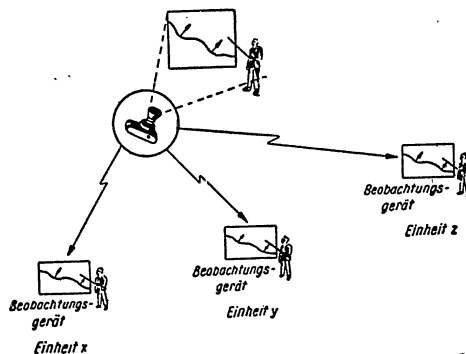 Beobachtungs-
gerät
Einheit z
Beobachtungs-
gerät
Einheit y
Beobachtungs-
gerät
Einheit x